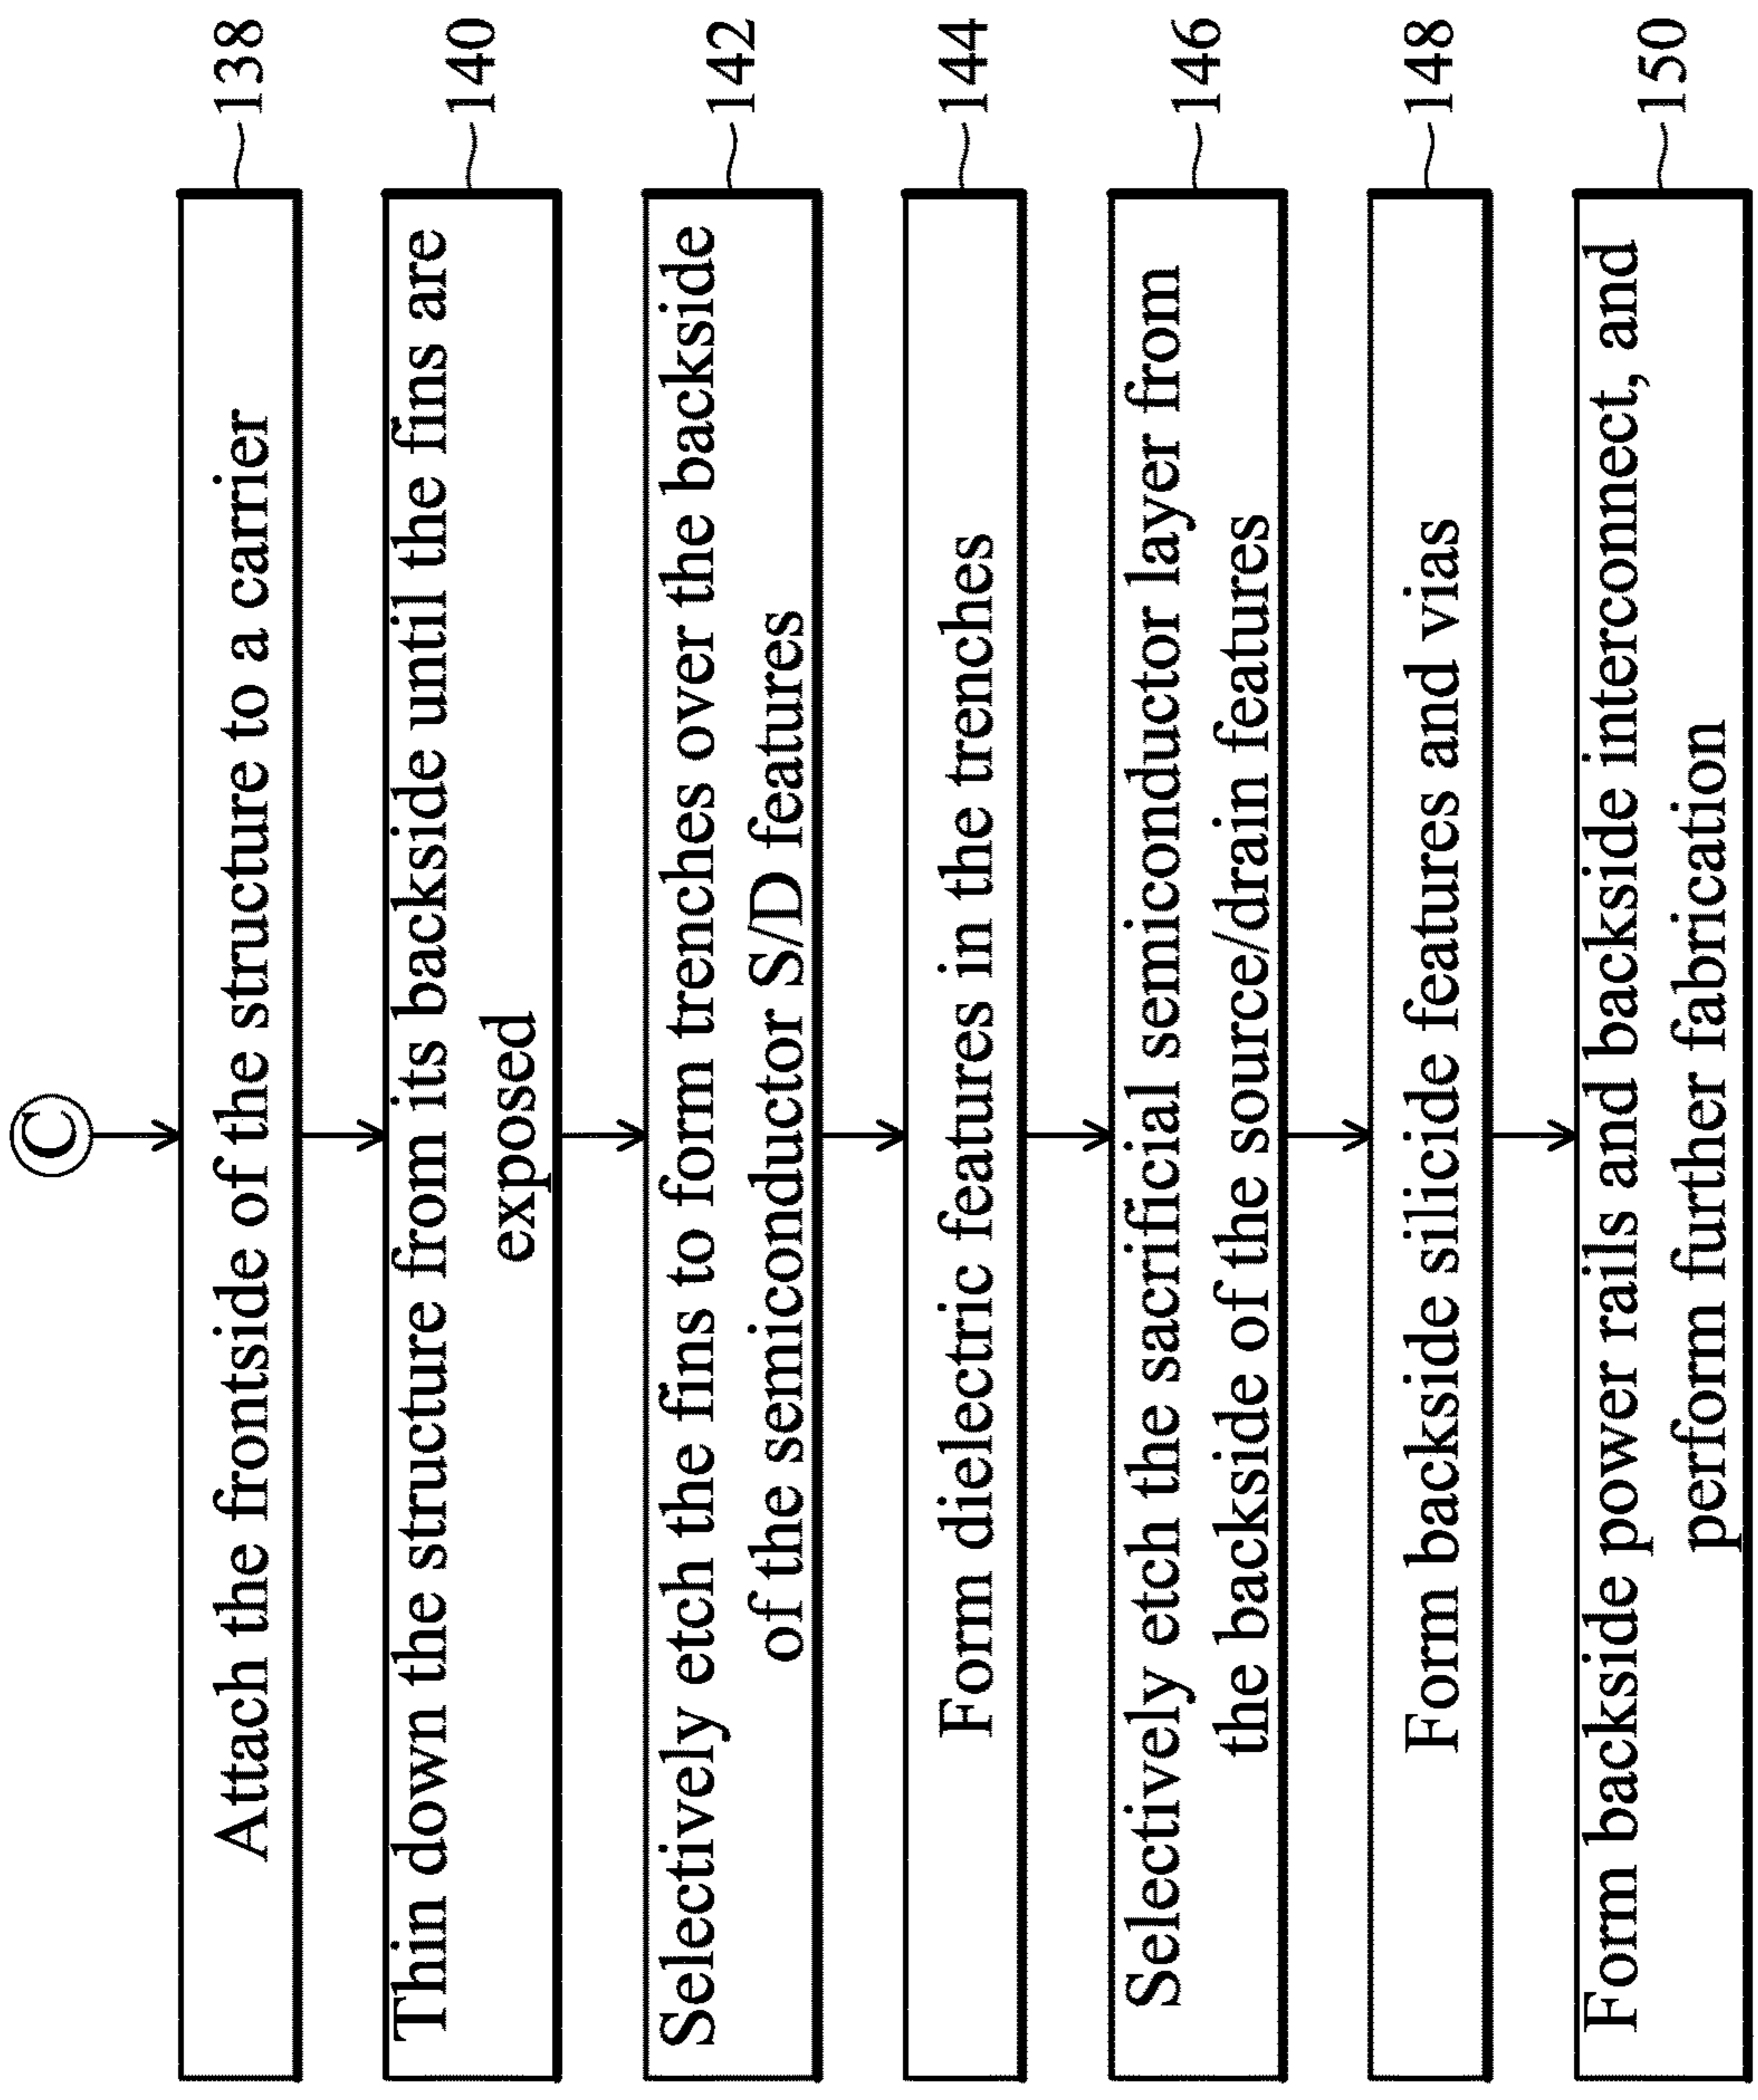 C
Attach the frontside of the structure to a carrier
138
Thin down the structure from its backside until the fins are
exposed
140
Selectively etch the fins to form trenches over the backside
of the semiconductor S/D features
142
Form dielectric features in the trenches
144
Selectively etch the sacrificial semiconductor layer from
the backside of the source/drain features
146
Form backside silicide features and vias
148
Form backside power rails and backside interconnect, and
perform further fabrication
150